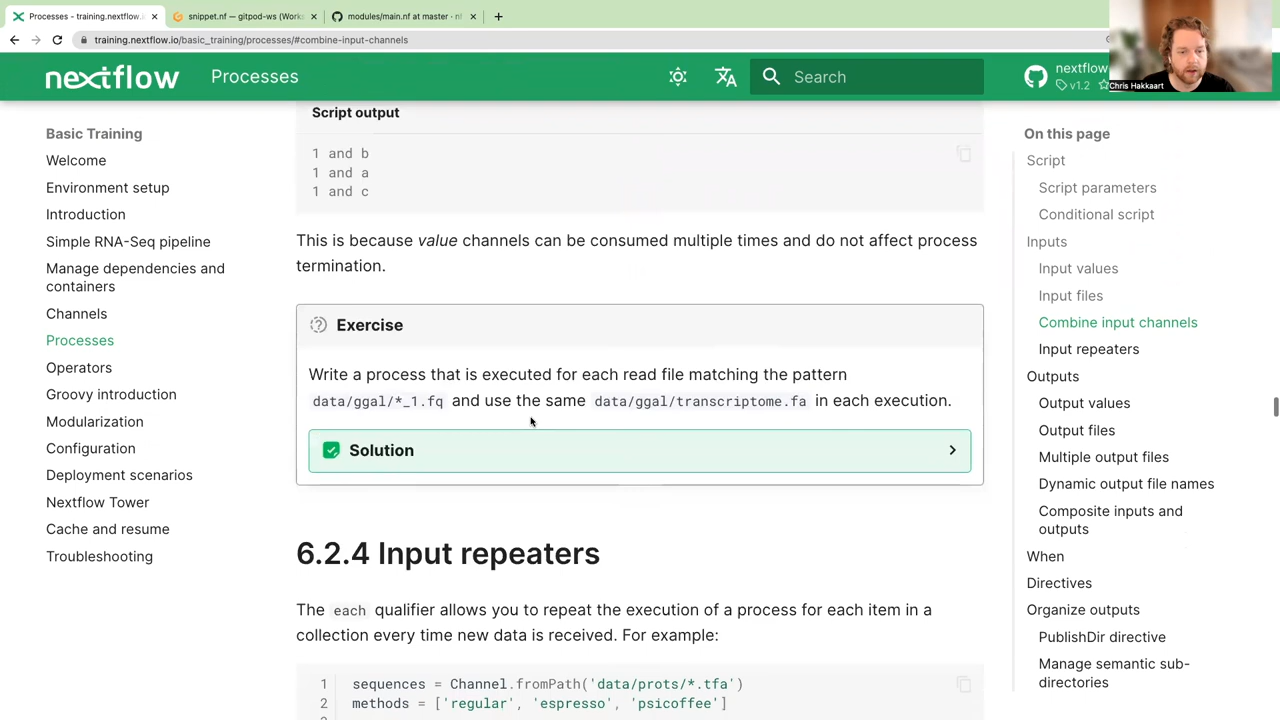 Processes - training.nextflow.i
snippet.nf — gitpod-ws (Works
modules/main.nf at master · nf
training.nextflow.io/basic_training/processes/#combine-input-channels
nextflow
Processes
Search
nextflow
v1.2
Chris Hakkaart
Basic Training
Welcome
Environment setup
Introduction
Simple RNA-Seq pipeline
Manage dependencies and
containers
Channels
Processes
Operators
Groovy introduction
Modularization
Configuration
Deployment scenarios
Nextflow Tower
Cache and resume
Troubleshooting
Script output
1 and b
1 and a
1 and c
This is because value channels can be consumed multiple times and do not affect process
termination.
Exercise
Write a process that is executed for each read file matching the pattern
data/ggal/*_1.fq and use the same data/ggal/transcriptome.fa in each execution.
Solution
6.2.4 Input repeaters
The each qualifier allows you to repeat the execution of a process for each item in a
collection every time new data is received. For example:
1 sequences = Channel.fromPath('data/prots/*.tfa')
2 methods = ['regular', 'espresso', 'psicoffee']
On this page
Script
Script parameters
Conditional script
Inputs
Input values
Input files
Combine input channels
Input repeaters
Outputs
Output values
Output files
Multiple output files
Dynamic output file names
Composite inputs and
outputs
When
Directives
Organize outputs
PublishDir directive
Manage semantic sub-
directories